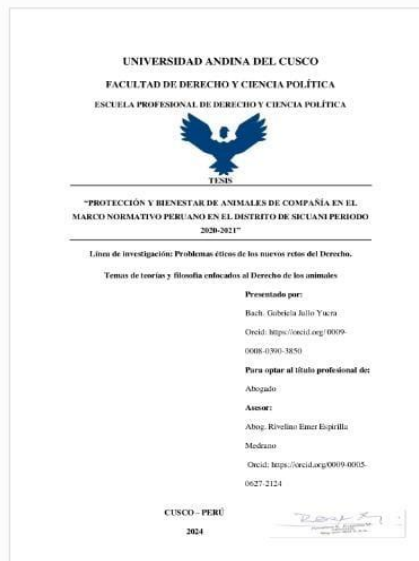 UNIVERSIDAD ANDINA DEL CUSCO
FACULTAD DE DERECHO Y CIENCIA POLÍTICA
ESCUELA PROFESIONAL DE DERECHO Y CIENCIA POLÍTICA
TESIS
“PROTECCIÓN Y BIENESTAR DE ANIMALES DE COMPAÑÍA EN EL
MARCO NORMATIVO PERUANO EN EL DISTRITO DE SICUANI PERIODO
2020-2021”
Línea de investigación: Problemas éticos de los nuevos retos del Derecho.
Temas de teorías y filosofía enfocados al Derecho de los animales
Presentado por:
Bach. Gabriela Jullo Yucra
Orcid: https://orcid.org/ 0009-
0008-0390-3850
Para optar al título profesional de:
Abogado
Asesor:
Abog. Rivelino Emer Espirilla
Medrano
Orcid: https://orcid.org/0009-0005-
0627-2124
CUSCO – PERÚ
2024